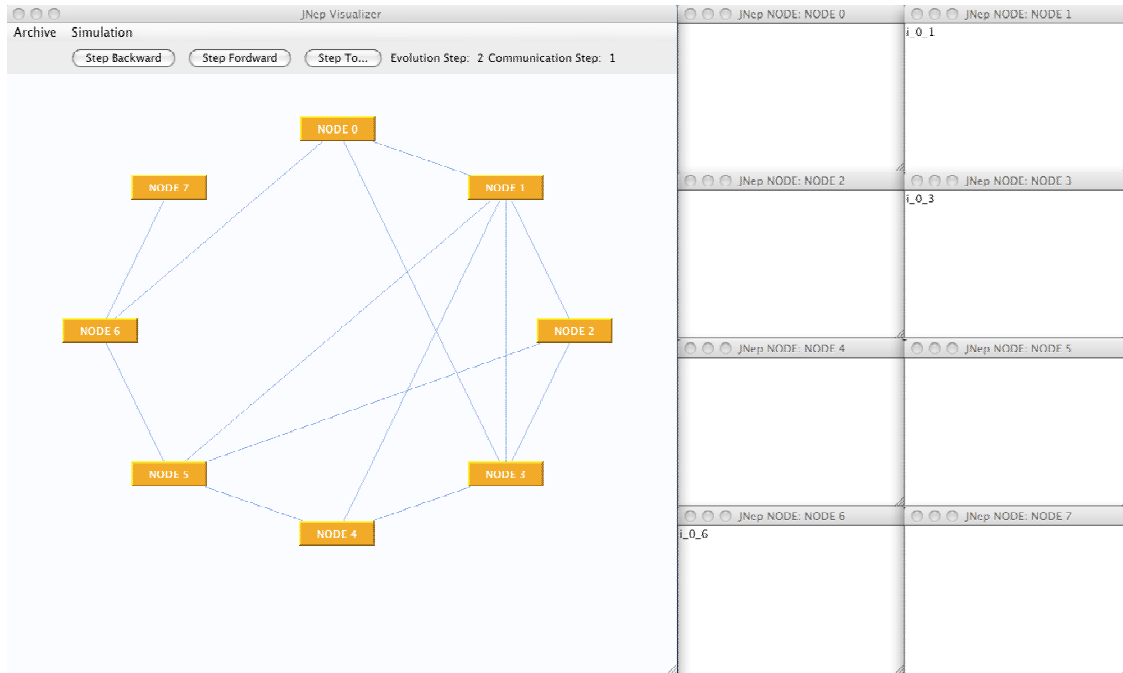 JNep Visualizer
Archive Simulation
Step Backward Step Fordward Step To... Evolution Step: 2 Communication Step: 1
NODE 0
NODE 7
NODE 1
NODE 6
NODE 2
NODE 5
NODE 3
NODE 4
JNep NODE: NODE 0
JNep NODE: NODE 1
i_0_1
JNep NODE: NODE 2
JNep NODE: NODE 3
i_0_3
JNep NODE: NODE 4
JNep NODE: NODE 5
JNep NODE: NODE 6
JNep NODE: NODE 7
i_0_6